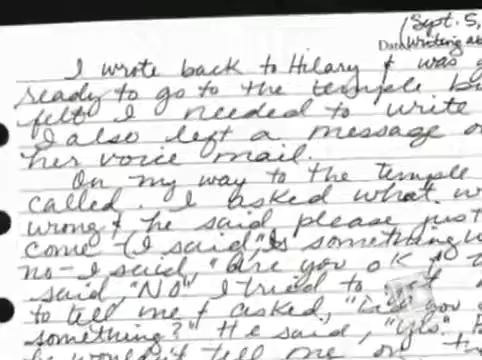 (Sept. 5,
writing
I wrote back to Hilary & was
ready to go to the temple
felt I needed to write
I also left a message
her voice mail.
On my way to the temple
called. I asked what
wrong & he said please just
come - (I said, "Is something
no - I said, "are you OK &
said, "No". I tried to
to tell me & asked,
something?" He said, "yes".
he wouldn't tell me